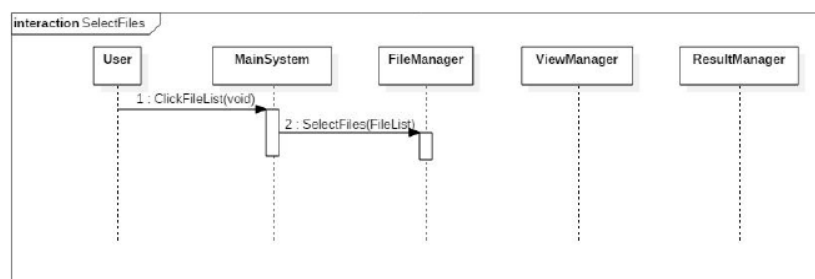 interaction SelectFiles
User
MainSystem
FileManager
ViewManager
ResultManager
1 : ClickFileList(void)
2 : SelectFiles(FileList)